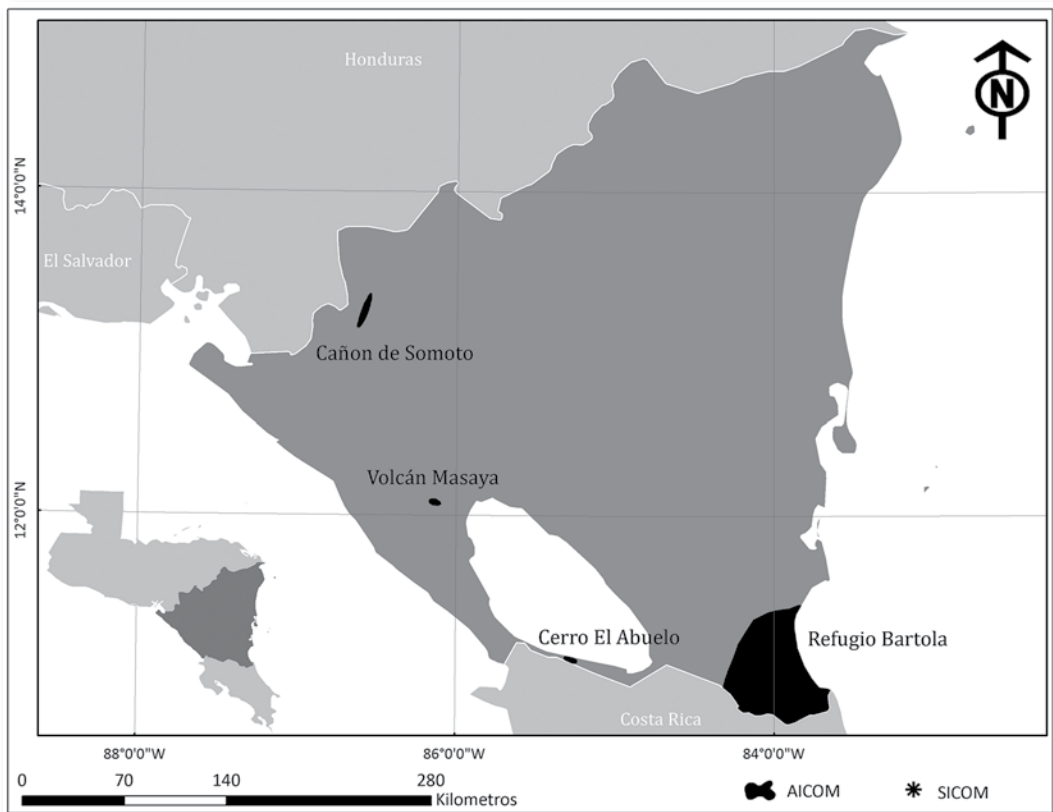 Honduras
N
14°0'0"N
El Salvador
Cañon de Somoto
Volcán Masaya
12°0'0"N
Cerro El Abuelo
Refugio Bartola
Costa Rica
88°0'0"W
86°0'0"W
84°0'0"W
0
70
140
280
Kilometros
AICOM
SICOM